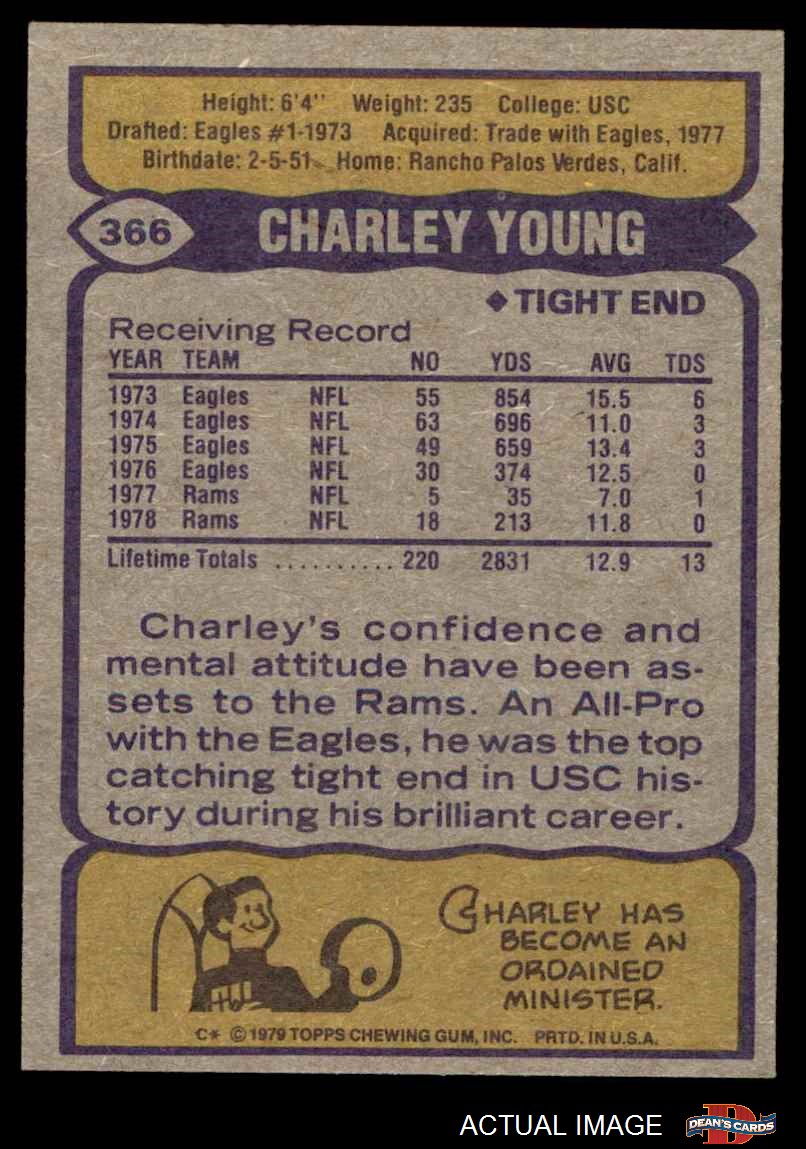 Height: 6'4" Weight: 235 College: USC
Drafted: Eagles #1-1973 Acquired: Trade with Eagles, 1977
Birthdate: 2-5-51 Home: Rancho Palos Verdes, Calif.
366 CHARLEY YOUNG
◆ TIGHT END
Receiving Record
YEAR TEAM NO YDS AVG TDS
1973 Eagles NFL 55 854 15.5 6
1974 Eagles NFL 63 696 11.0 3
1975 Eagles NFL 49 659 13.4 3
1976 Eagles NFL 30 374 12.5 0
1977 Rams NFL 5 35 7.0 1
1978 Rams NFL 18 213 11.8 0
Lifetime Totals .......... 220 2831 12.9 13
Charley's confidence and
mental attitude have been as-
sets to the Rams. An All-Pro
with the Eagles, he was the top
catching tight end in USC his-
tory during his brilliant career.
CHARLEY HAS
BECOME AN
ORDAINED
MINISTER.
C* © 1979 TOPPS CHEWING GUM, INC. PRTD. IN U.S.A.
ACTUAL IMAGE D DEAN'S CARDS